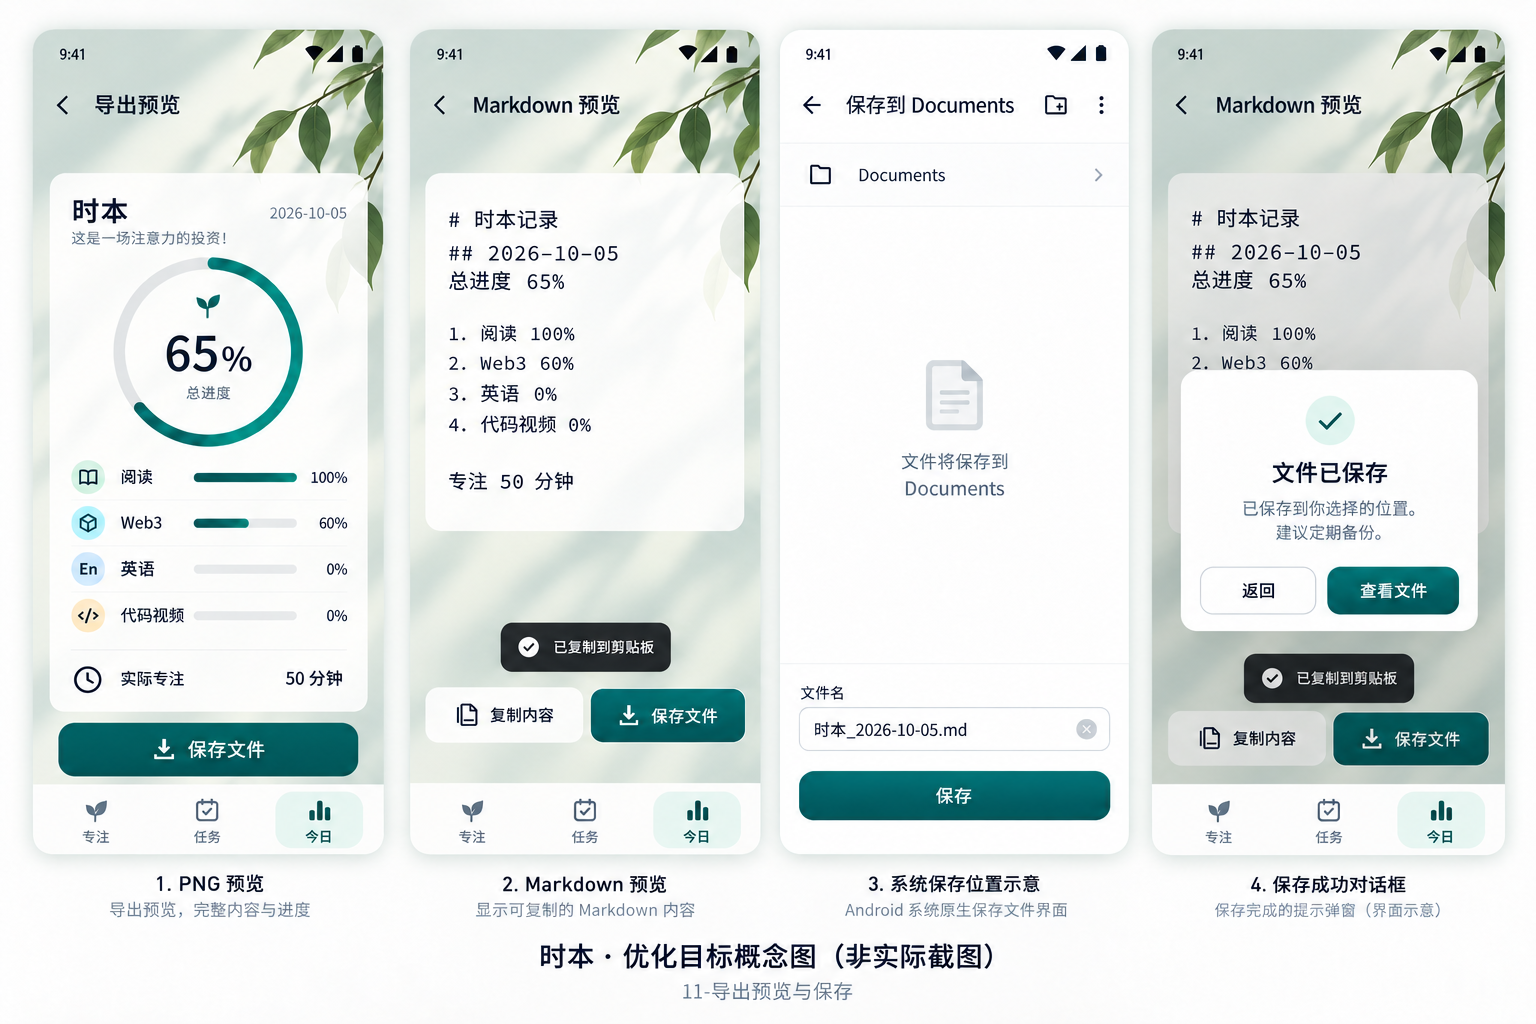 9:41
导出预览
时本
2026-10-05
这是一场注意力的投资！
65%
总进度
阅读 100%
Web3 60%
En 英语 0%
</> 代码视频 0%
实际专注 50 分钟
保存文件
专注 任务 今日
1. PNG 预览
导出预览，完整内容与进度
9:41
Markdown 预览
# 时本记录
## 2026-10-05
总进度 65%
1. 阅读 100%
2. Web3 60%
3. 英语 0%
4. 代码视频 0%
专注 50 分钟
已复制到剪贴板
复制内容 保存文件
专注 任务 今日
2. Markdown 预览
显示可复制的 Markdown 内容
9:41
保存到 Documents
Documents
文件将保存到
Documents
文件名
时本_2026-10-05.md
保存
3. 系统保存位置示意
Android 系统原生保存文件界面
9:41
Markdown 预览
# 时本记录
## 2026-10-05
总进度 65%
1. 阅读 100%
2. Web3 60%
文件已保存
已保存到你选择的位置。
建议定期备份。
返回 查看文件
已复制到剪贴板
复制内容 保存文件
专注 任务 今日
4. 保存成功对话框
保存完成的提示弹窗（界面示意）
时本 · 优化目标概念图（非实际截图）
11-导出预览与保存